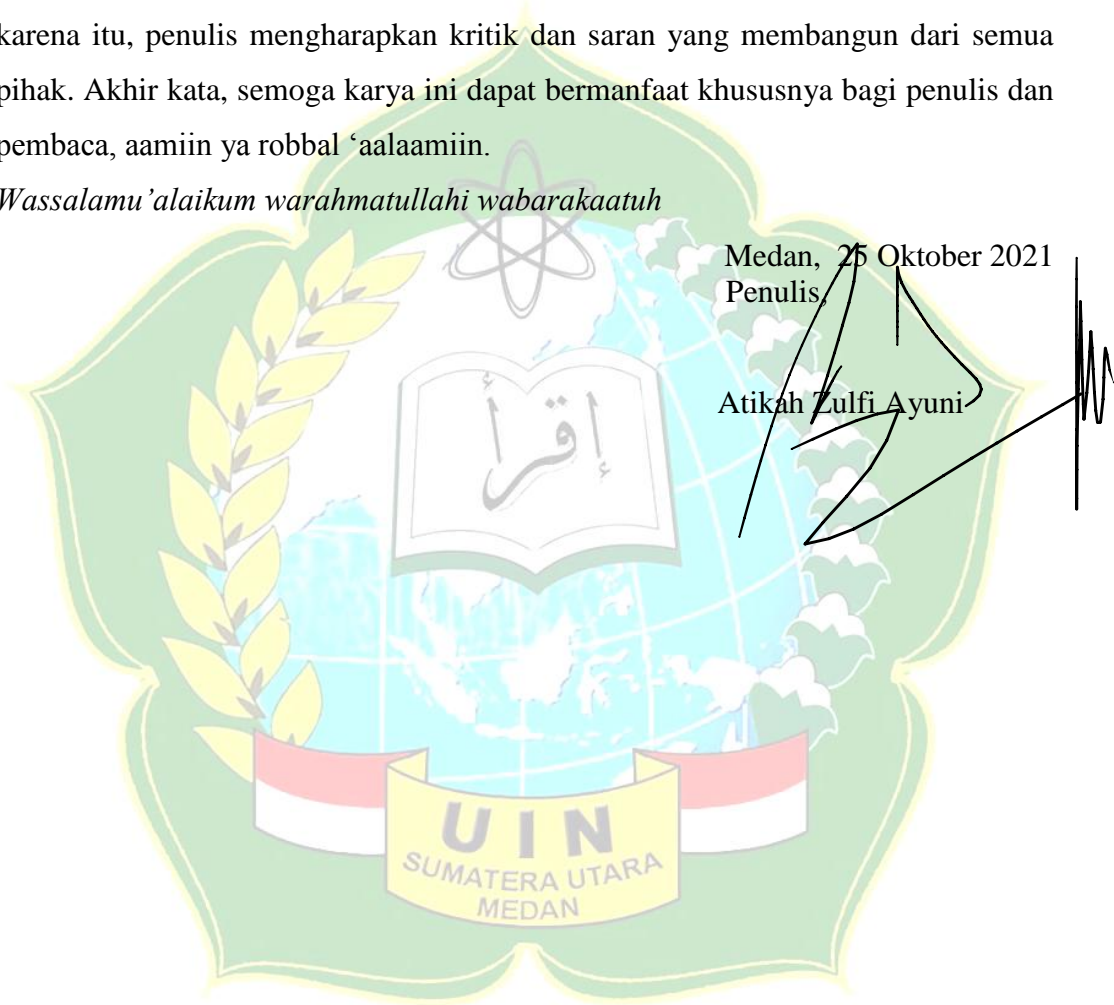 karena itu, penulis mengharapkan kritik dan saran yang membangun dari semua
pihak. Akhir kata, semoga karya ini dapat bermanfaat khususnya bagi penulis dan
pembaca, aamiin ya robbal ‘aalaamiin.
Wassalamu’alaikum warahmatullahi wabarakaatuh
Medan, 25 Oktober 2021
Penulis,
Atikah Zulfi Ayuni
إقرأ
UIN
SUMATERA UTARA
MEDAN